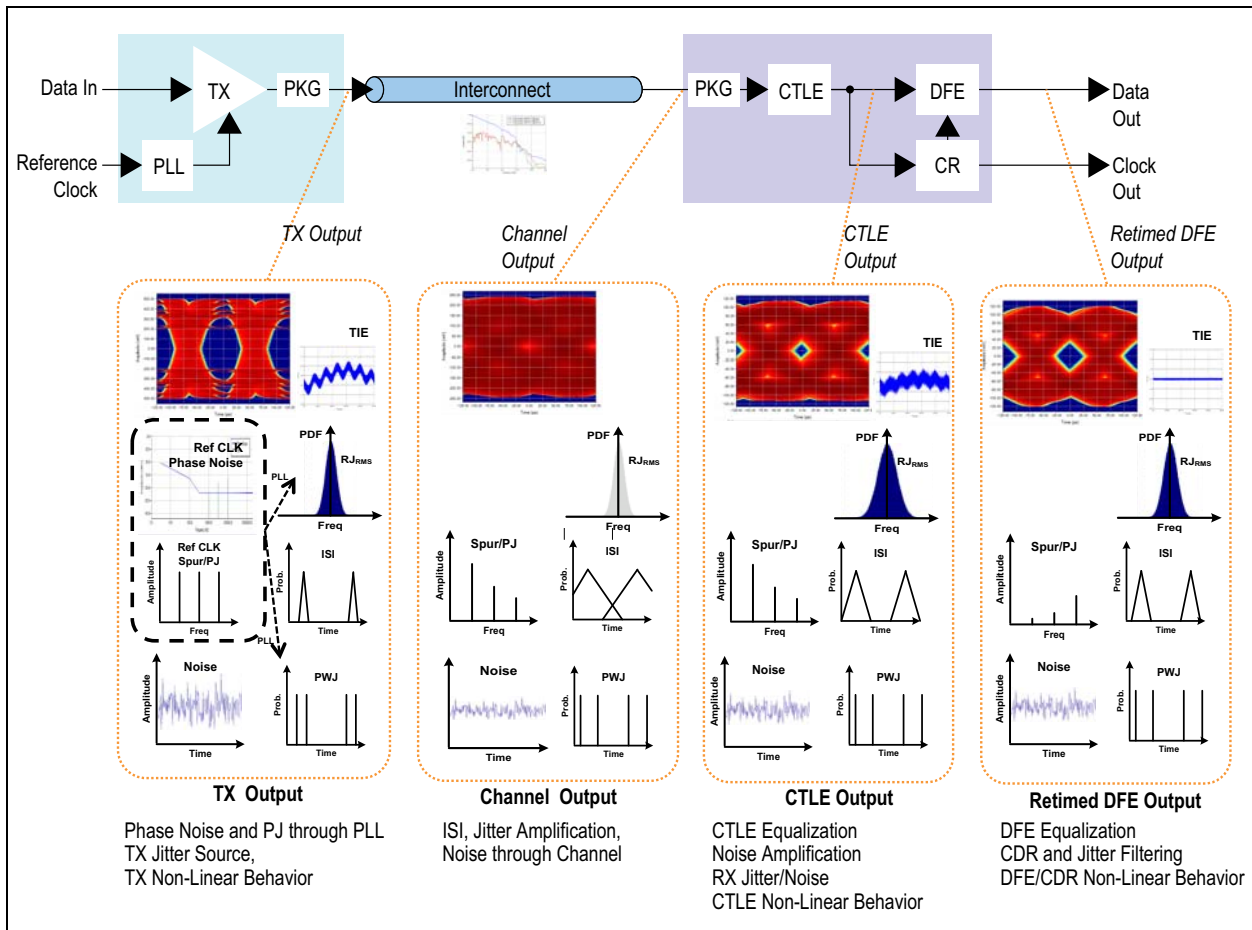 Data In
TX
PKG
Interconnect
PKG
CTLE
DFE
Data
Out
Reference
Clock
PLL
CR
Clock
Out
TX Output
Channel
Output
CTLE
Output
Retimed DFE
Output
TIE
TIE
TIE
Ref CLK
Phase Noise
PLL
PDF
RJRMS
Freq
PDF
RJRMS
Freq
PDF
RJRMS
Freq
PDF
RJRMS
Freq
Ref CLK
Spur/PJ
Amplitude
Freq
ISI
Prob.
Time
Spur/PJ
Amplitude
Freq
ISI
Prob.
Time
Spur/PJ
Amplitude
Freq
ISI
Prob.
Time
Spur/PJ
Amplitude
Freq
ISI
Prob.
Time
PLL
Noise
Amplitude
Time
PWJ
Prob.
Time
Noise
Amplitude
Time
PWJ
Prob.
Time
Noise
Amplitude
Time
PWJ
Prob.
Time
Noise
Amplitude
Time
PWJ
Prob.
Time
TX Output
Phase Noise and PJ through PLL
TX Jitter Source,
TX Non-Linear Behavior
Channel Output
ISI, Jitter Amplification,
Noise through Channel
CTLE Output
CTLE Equalization
Noise Amplification
RX Jitter/Noise
CTLE Non-Linear Behavior
Retimed DFE Output
DFE Equalization
CDR and Jitter Filtering
DFE/CDR Non-Linear Behavior